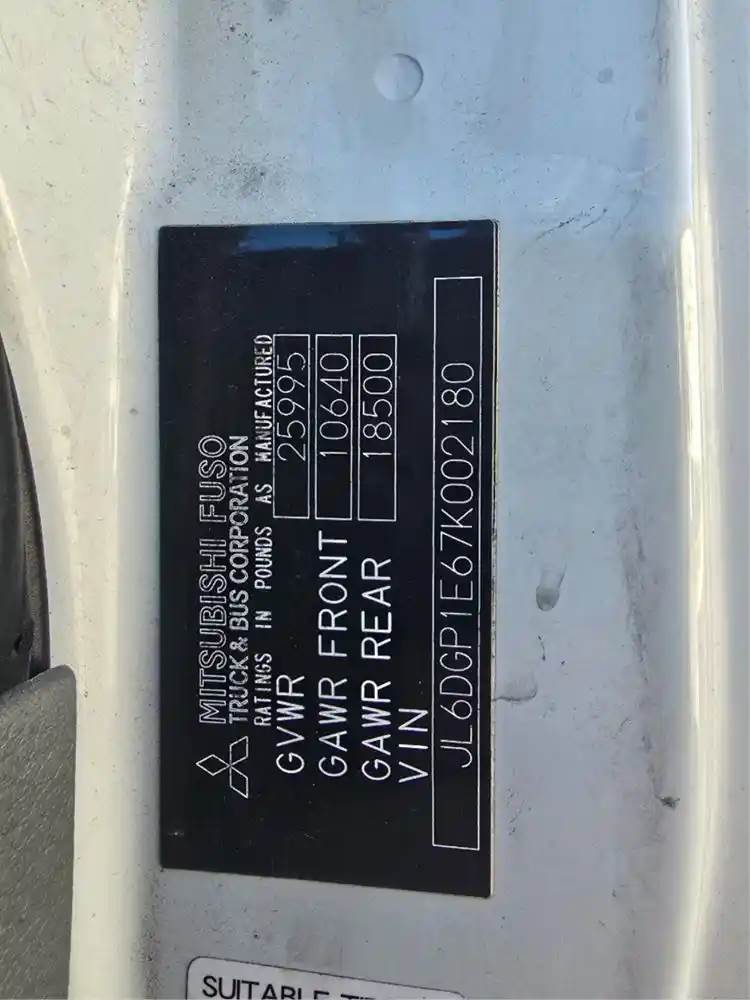 MITSUBISHI FUSO
TRUCK & BUS CORPORATION
RATINGS IN POUNDS AS MANUFACTURED
GVWR 25995
GAWR FRONT 10640
GAWR REAR 18500
VIN
JL6DGP1E67K002180
SUITABLE